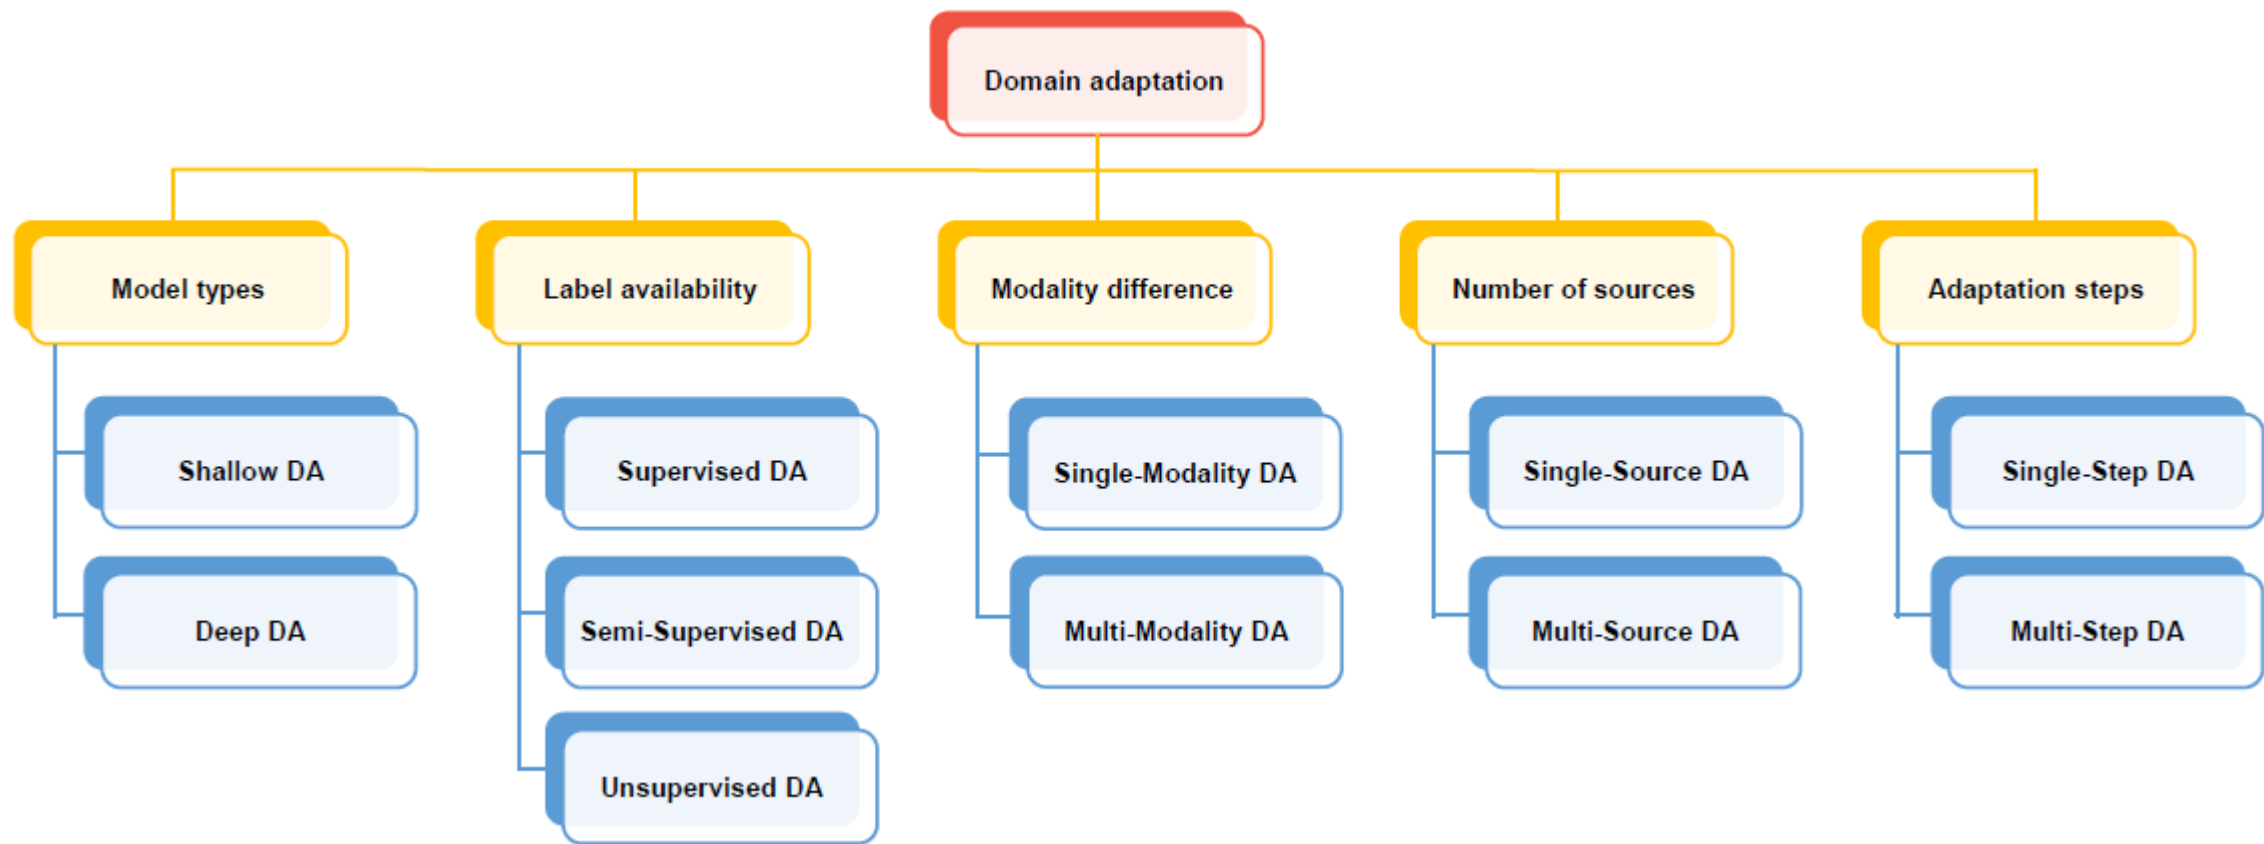 Domain adaptation
Model types
Label availability
Modality difference
Number of sources
Adaptation steps
Shallow DA
Supervised DA
Single-Modality DA
Single-Source DA
Single-Step DA
Deep DA
Semi-Supervised DA
Multi-Modality DA
Multi-Source DA
Multi-Step DA
Unsupervised DA